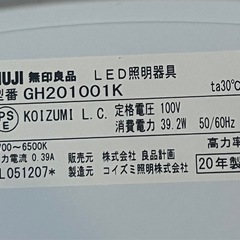 MUJI 無印良品 LED照明器具
型番 GH201001K ta30℃
PS E KOIZUMI L.C. 定格電圧 100V
消費電力 39.2W 50/60Hz
700~6500K 高力率
力電流 0.39A 20年製
L051207* 販売元 株式会社 良品計画
製造元 コイズミ照明株式会社